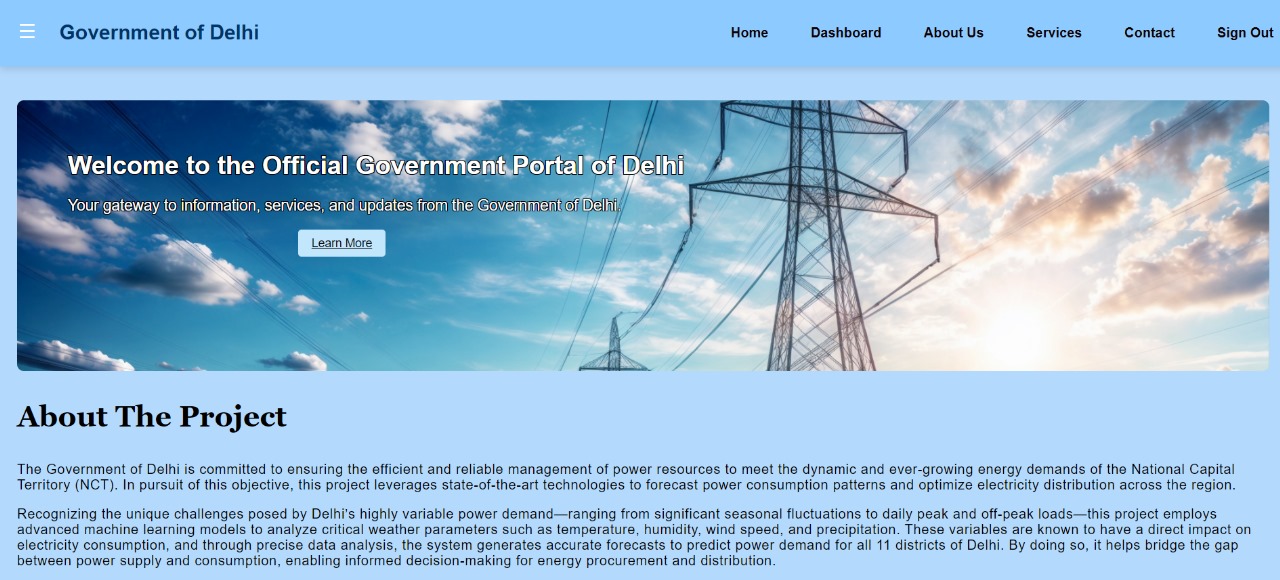 ☰ Government of Delhi Home Dashboard About Us Services Contact Sign Out
Welcome to the Official Government Portal of Delhi
Your gateway to information, services, and updates from the Government of Delhi.
Learn More
About The Project
The Government of Delhi is committed to ensuring the efficient and reliable management of power resources to meet the dynamic and ever-growing energy demands of the National Capital
Territory (NCT). In pursuit of this objective, this project leverages state-of-the-art technologies to forecast power consumption patterns and optimize electricity distribution across the region.
Recognizing the unique challenges posed by Delhi's highly variable power demand—ranging from significant seasonal fluctuations to daily peak and off-peak loads—this project employs
advanced machine learning models to analyze critical weather parameters such as temperature, humidity, wind speed, and precipitation. These variables are known to have a direct impact on
electricity consumption, and through precise data analysis, the system generates accurate forecasts to predict power demand for all 11 districts of Delhi. By doing so, it helps bridge the gap
between power supply and consumption, enabling informed decision-making for energy procurement and distribution.